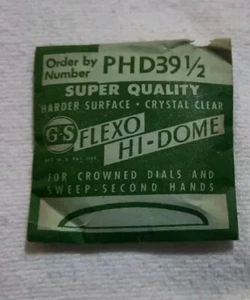 Order by
Number PHD39½
SUPER QUALITY
HARDER SURFACE • CRYSTAL CLEAR
G-S FLEXO
HI-DOME
FOR CROWNED DIALS AND
SWEEP-SECOND HANDS